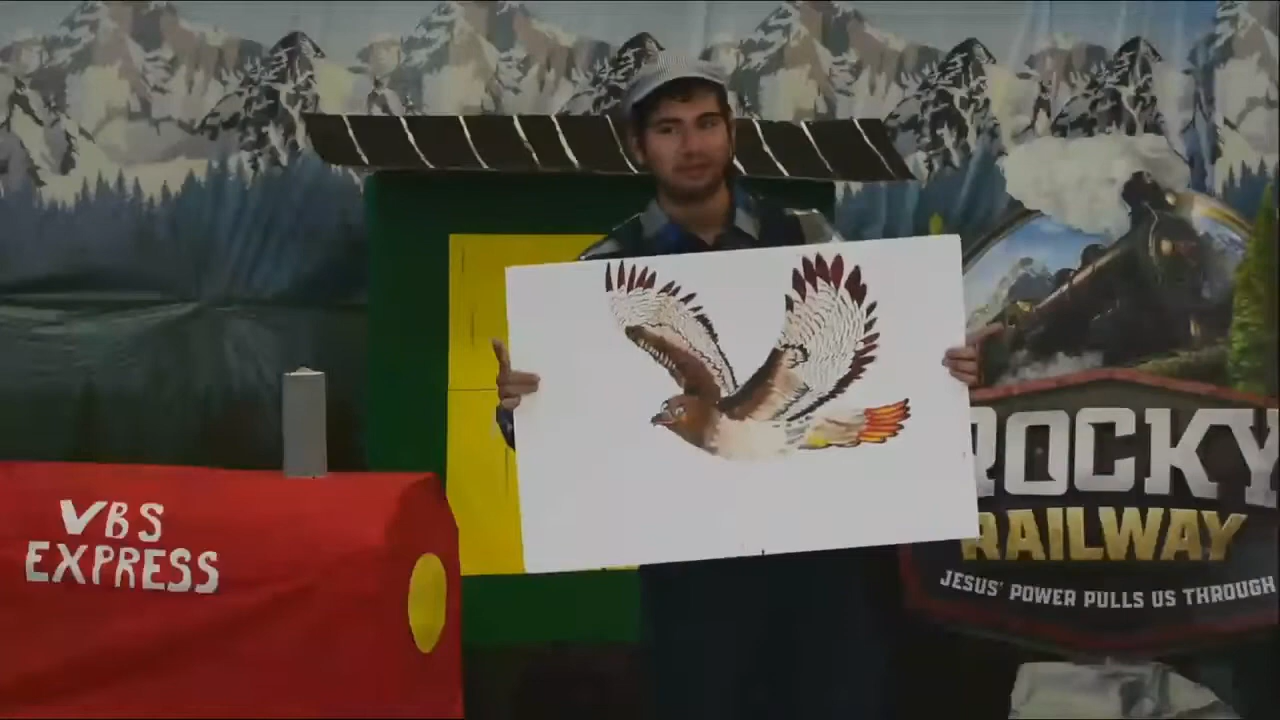 VBS
EXPRESS
ROCKY
RAILWAY
JESUS' POWER PULLS US THROUGH